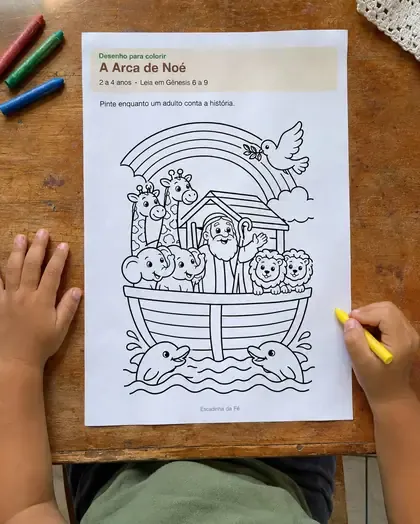 Desenho para colorir
A Arca de Noé
2 a 4 anos • Leia em Gênesis 6 a 9
Pinte enquanto um adulto conta a história.
Escadinha da Fé